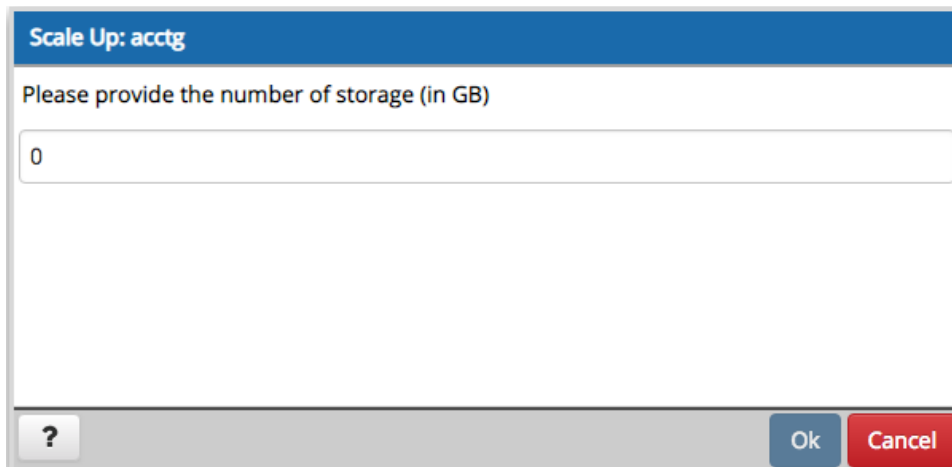 Scale Up: acctg
Please provide the number of storage (in GB)
0
?
Ok
Cancel